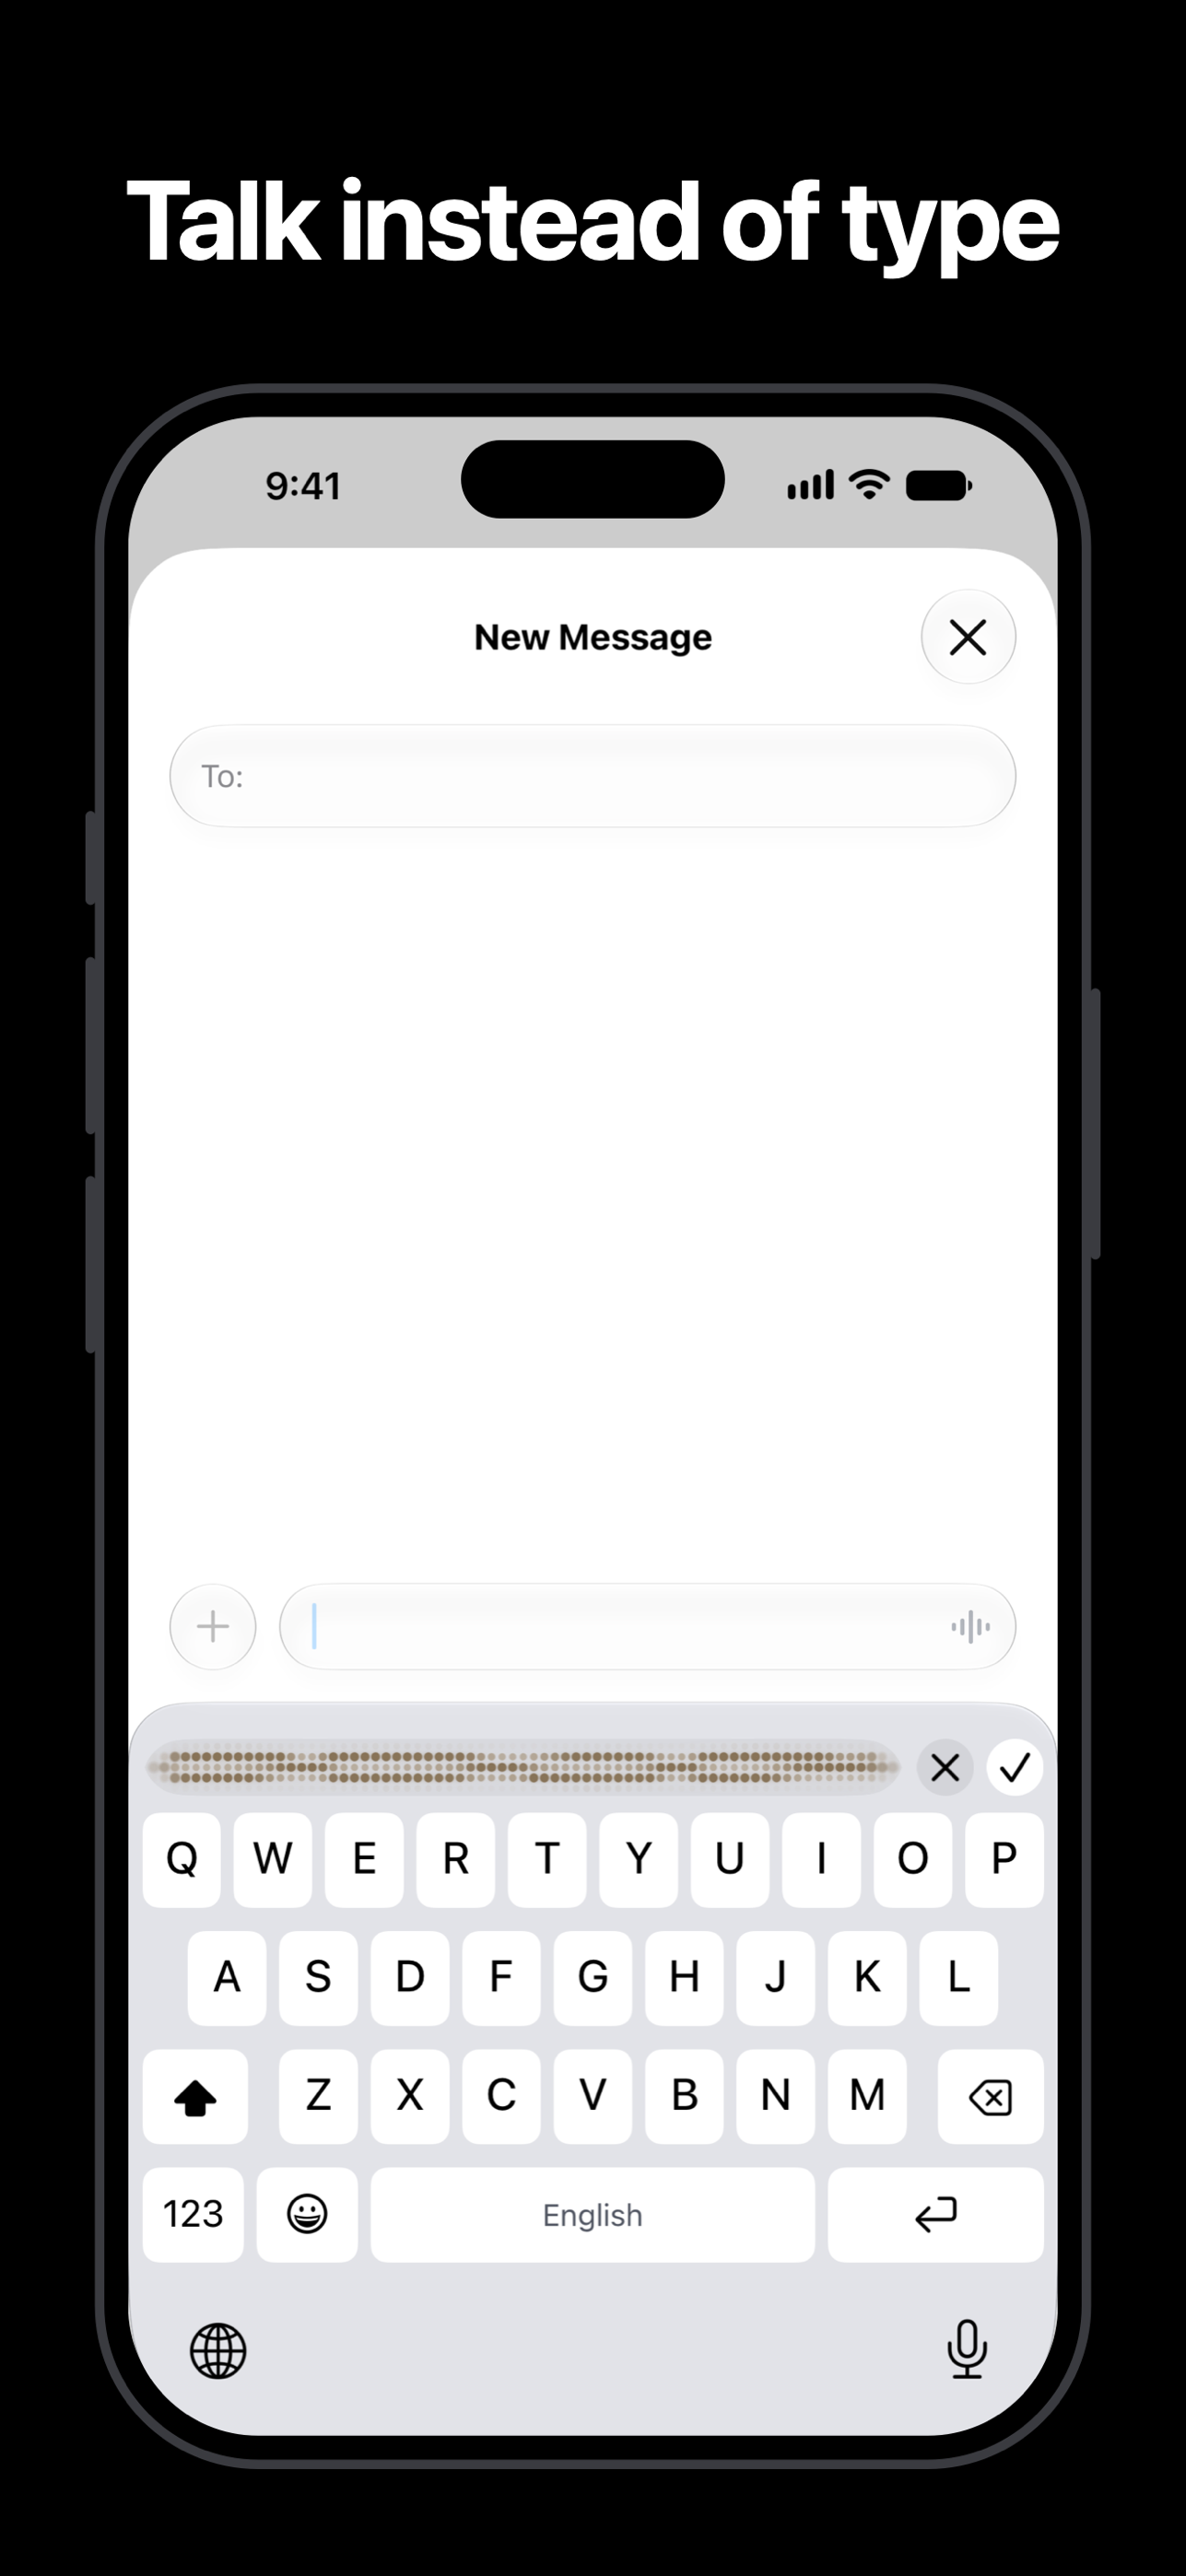 Talk instead of type
9:41
New Message
To:
Q W E R T Y U I O P
A S D F G H J K L
Z X C V B N M
123 English